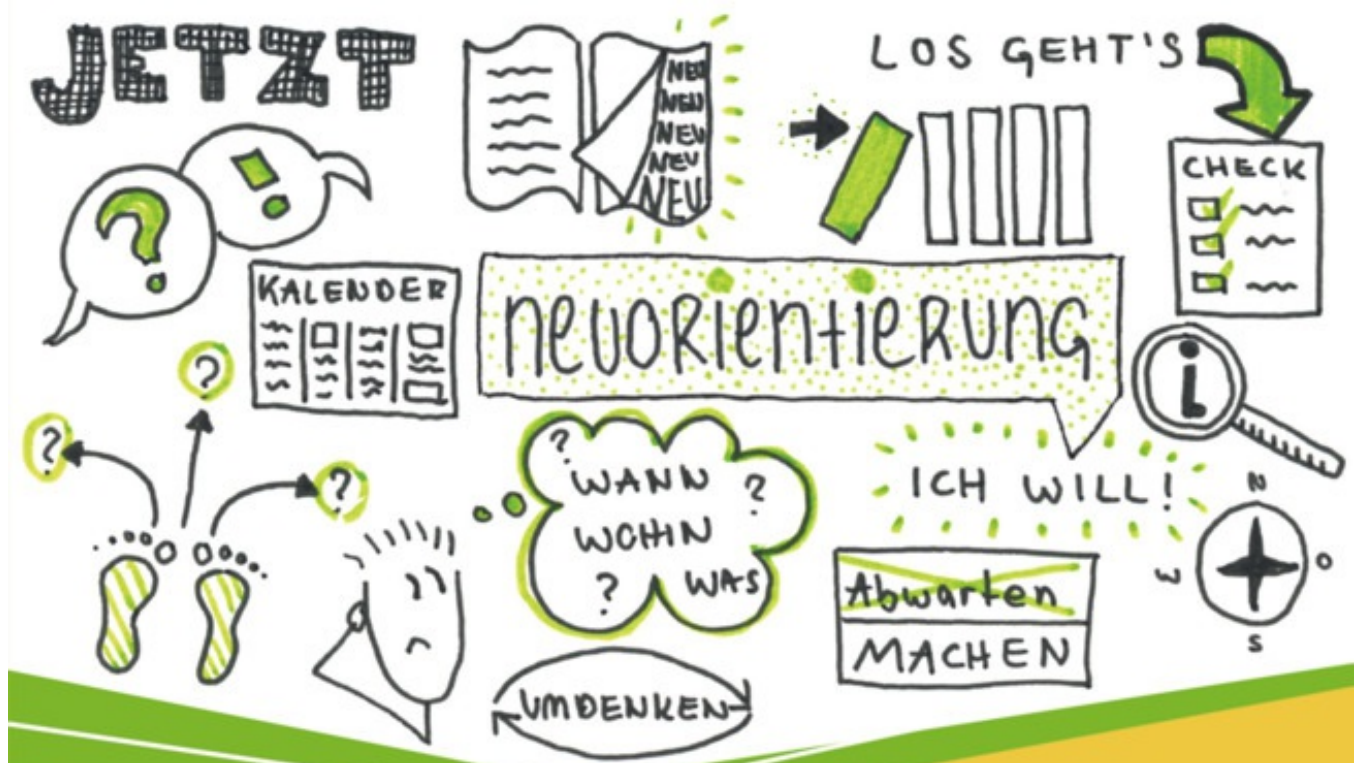 JETZT
NEU
NEU
NEU
NEU
NEU
LOS GEHT'S
CHECK
? !
KALENDER
neuorientierung
i
?
?
?
?
WANN ?
WOHIN
? WAS
ICH WILL!
N
W O
S
Abwarten
MACHEN
UMDENKEN